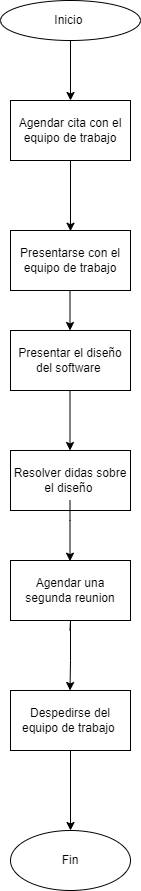 Inicio
Agendar cita con el
equipo de trabajo
Presentarse con el
equipo de trabajo
Presentar el diseño
del software
Resolver didas sobre
el diseño
Agendar una
segunda reunion
Despedirse del
equipo de trabajo
Fin